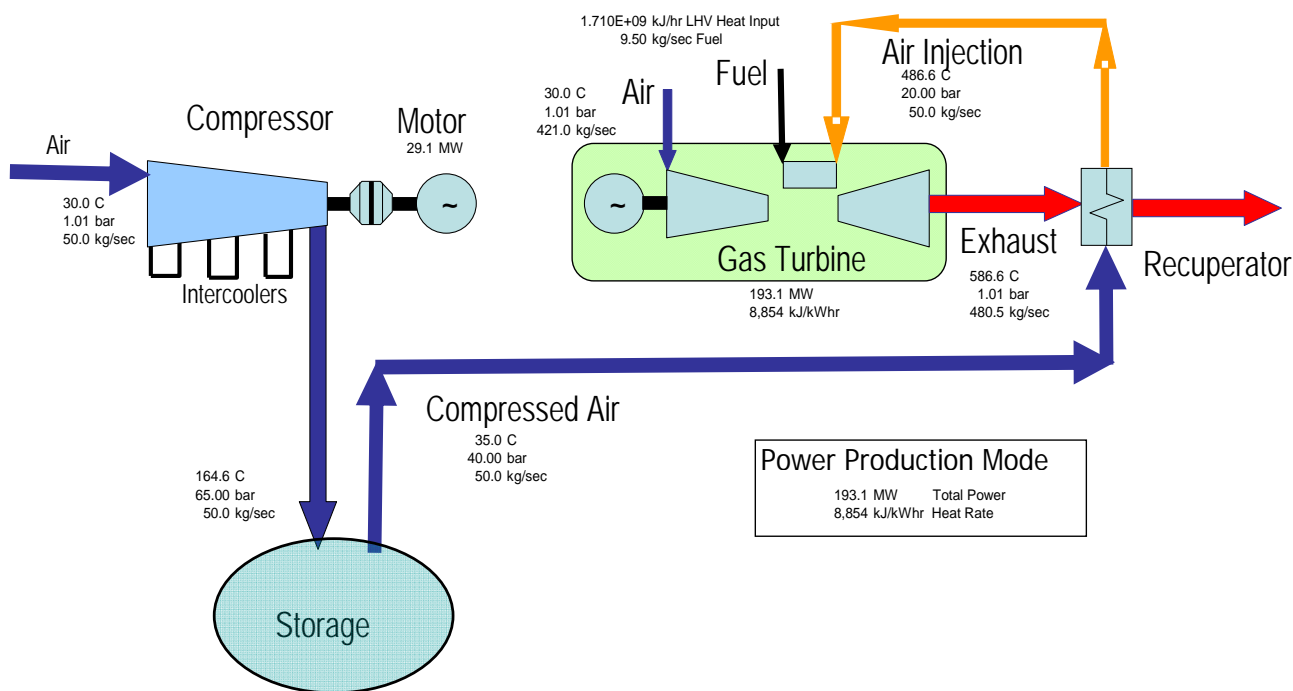 1.710E+09 kJ/hr LHV Heat Input
9.50 kg/sec Fuel
Air Injection
486.6 C
20.00 bar
50.0 kg/sec
Fuel
Air
30.0 C
1.01 bar
421.0 kg/sec
Compressor
Motor
29.1 MW
Air
30.0 C
1.01 bar
50.0 kg/sec
~
~
Intercoolers
Gas Turbine
193.1 MW
8,854 kJ/kWhr
Exhaust
586.6 C
1.01 bar
480.5 kg/sec
Recuperator
Compressed Air
35.0 C
40.00 bar
50.0 kg/sec
164.6 C
65.00 bar
50.0 kg/sec
Storage
Power Production Mode
193.1 MW Total Power
8,854 kJ/kWhr Heat Rate